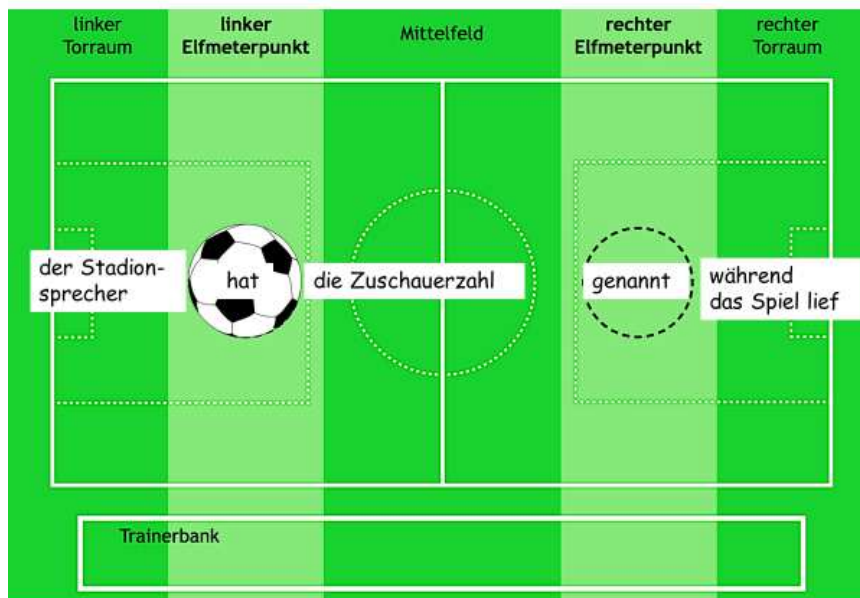 linker
Torraum
linker
Elfmeterpunkt
Mittelfeld
rechter
Elfmeterpunkt
rechter
Torraum
der Stadion-
sprecher
hat
die Zuschauerzahl
genannt
während
das Spiel lief
Trainerbank